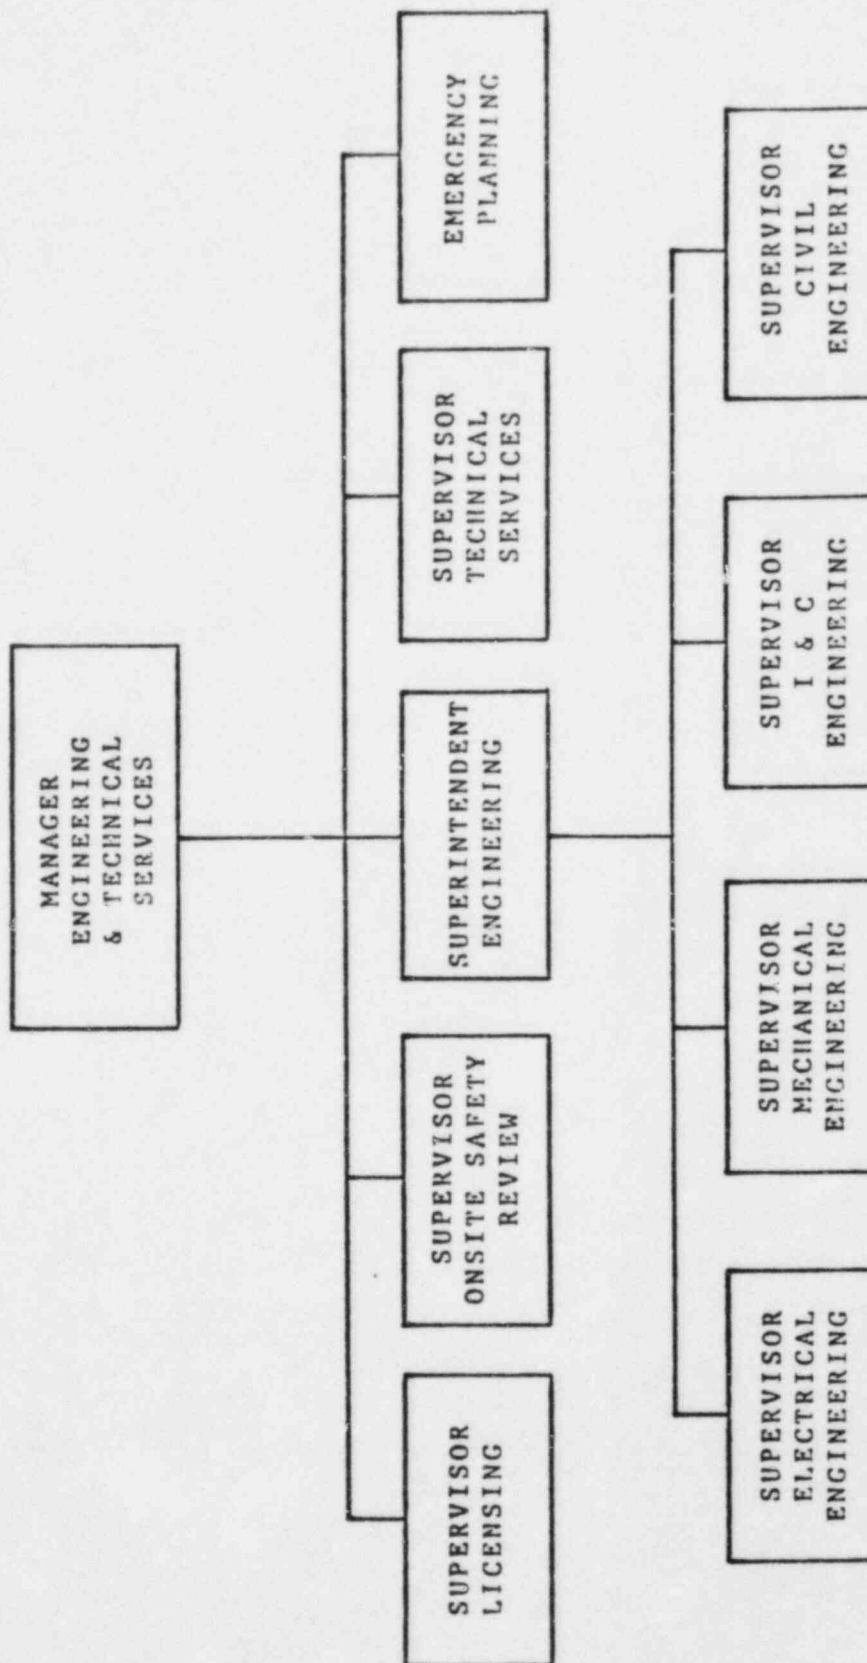 MANAGER
ENGINEERING
& TECHNICAL
SERVICES
SUPERVISOR
LICENSING
SUPERVISOR
ONSITE SAFETY
REVIEW
SUPERINTENDENT
ENGINEERING
SUPERVISOR
TECHNICAL
SERVICES
EMERGENCY
PLANNING
SUPERVISOR
ELECTRICAL
ENGINEERING
SUPERVISOR
MECHANICAL
ENGINEERING
SUPERVISOR
I & C
ENGINEERING
SUPERVISOR
CIVIL
ENGINEERING